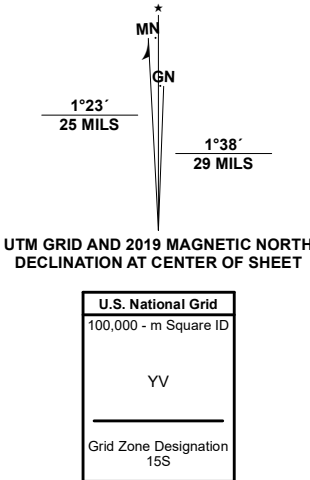 ★
MN
GN
1°23´
25 MILS
1°38´
29 MILS
UTM GRID AND 2019 MAGNETIC NORTH
DECLINATION AT CENTER OF SHEET
U.S. National Grid
100,000 - m Square ID
YV
Grid Zone Designation
15S